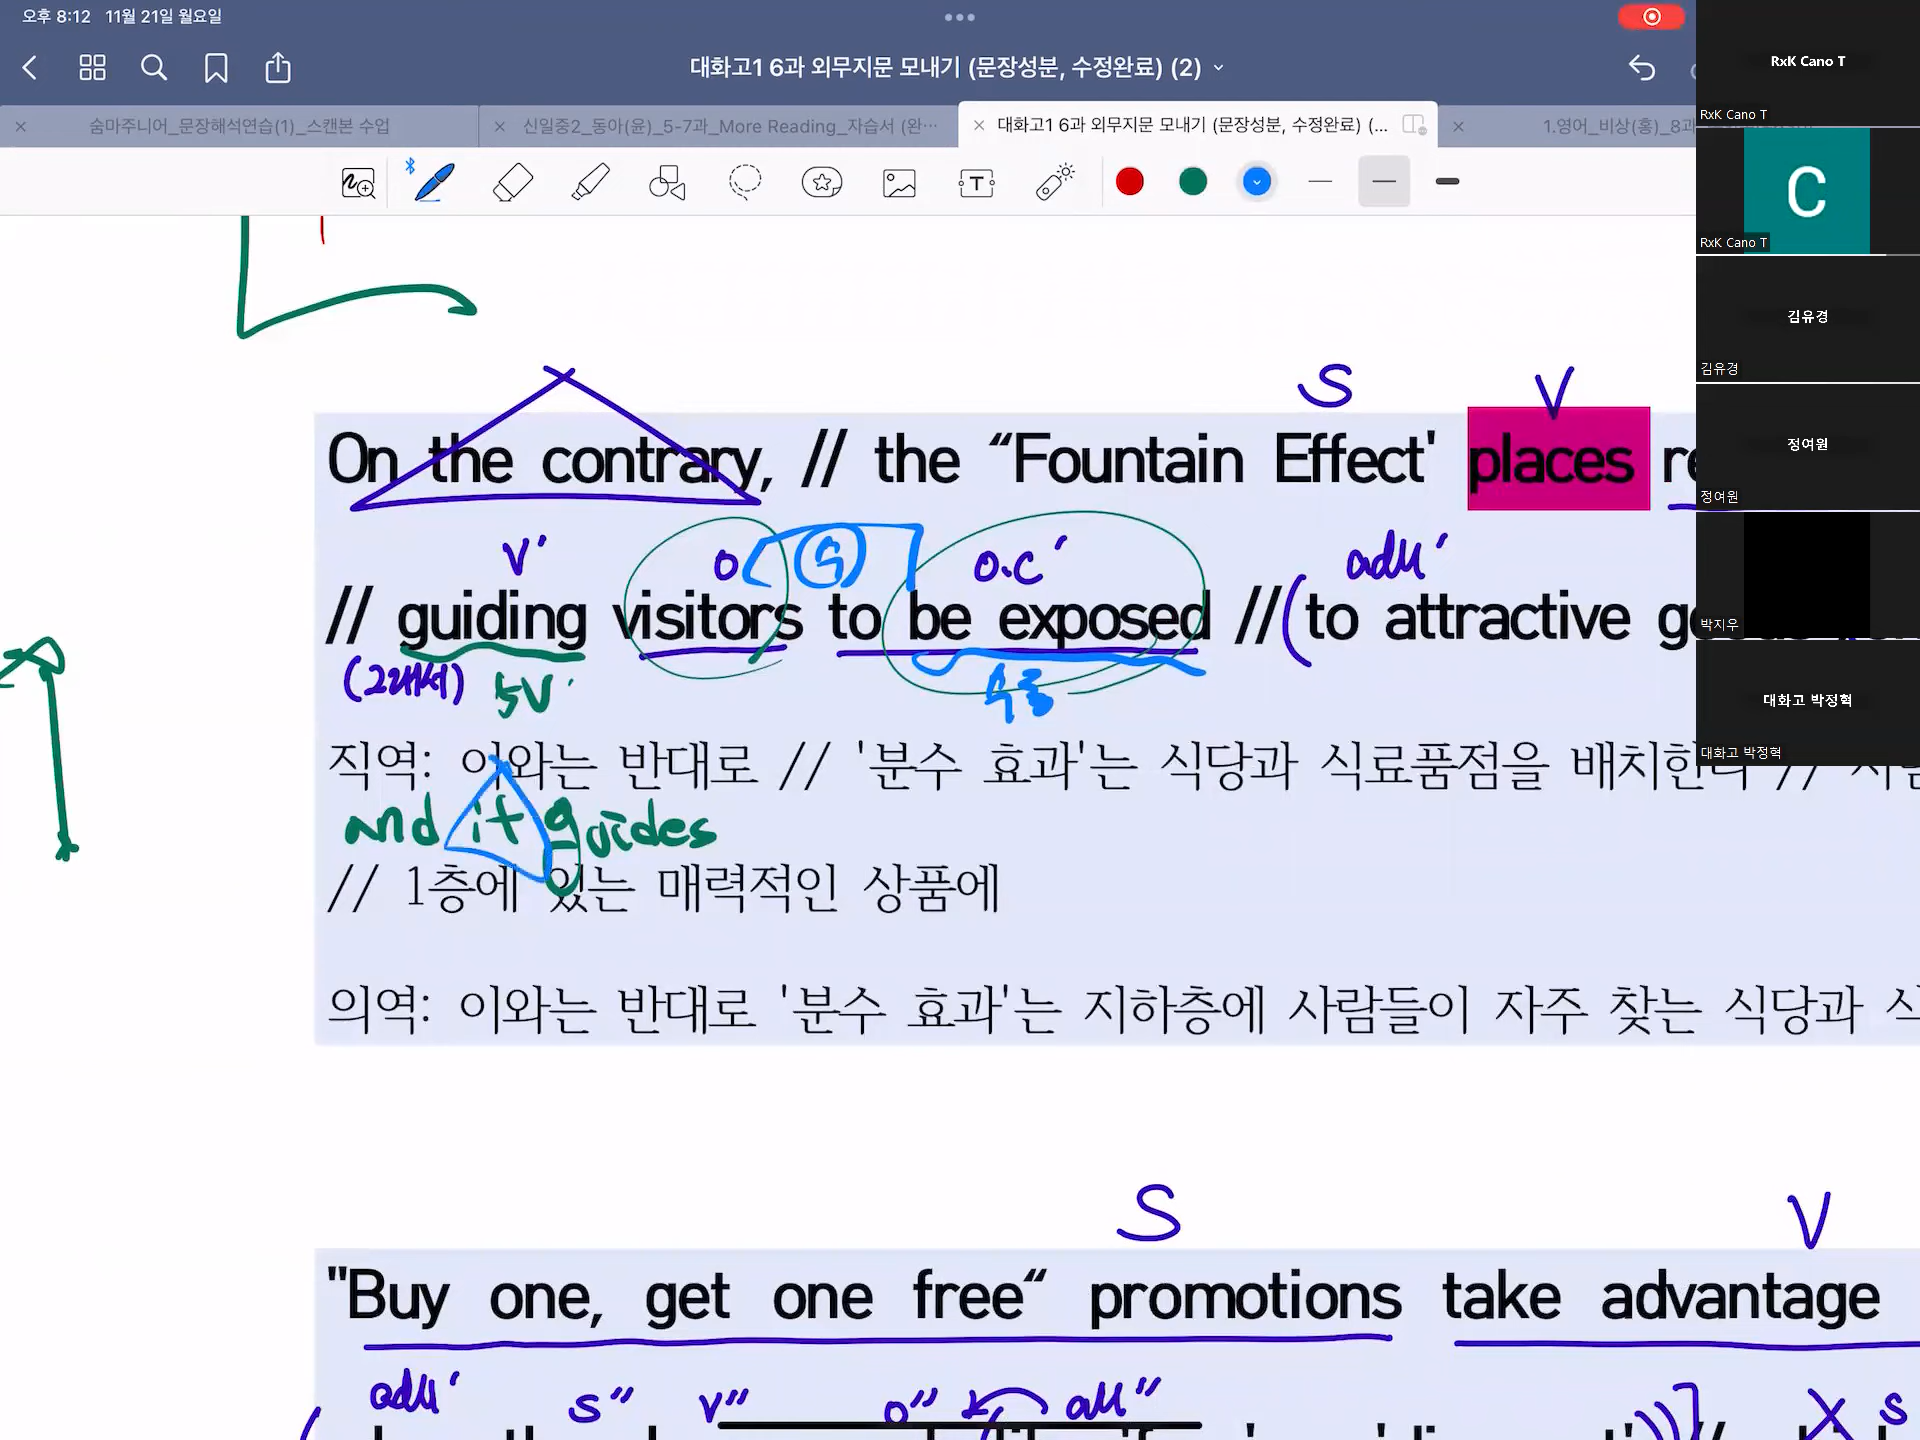 오후 8:12 11월 21일 월요일
대화고1 6과 외무지문 모내기 (문장성분, 수정완료) (2)
숨마주니어_문장해석연습(1)_스캔본 수업
신일중2_동아(윤)_5-7과_More Reading_자습서 (완…
대화고1 6과 외무지문 모내기 (문장성분, 수정완료) (...
1.영어_비상(홍)_8과
RxK Cano T
RxK Cano T
C
RxK Cano T
김유경
김유경
정여원
정여원
박지우
대화고 박정혁
대화고 박정혁
S V
On the contrary, // the “Fountain Effect' places
v' o o.c'
// guiding visitors to be exposed // (to attractive
5V' 수동
직역: 이와는 반대로 // '분수 효과'는 식당과 식료품점을 배치한다 //
and it guides
// 1층에 있는 매력적인 상품에
의역: 이와는 반대로 '분수 효과'는 지하층에 사람들이 자주 찾는 식당과
S V
"Buy one, get one free“ promotions take advantage
s" v" o" s